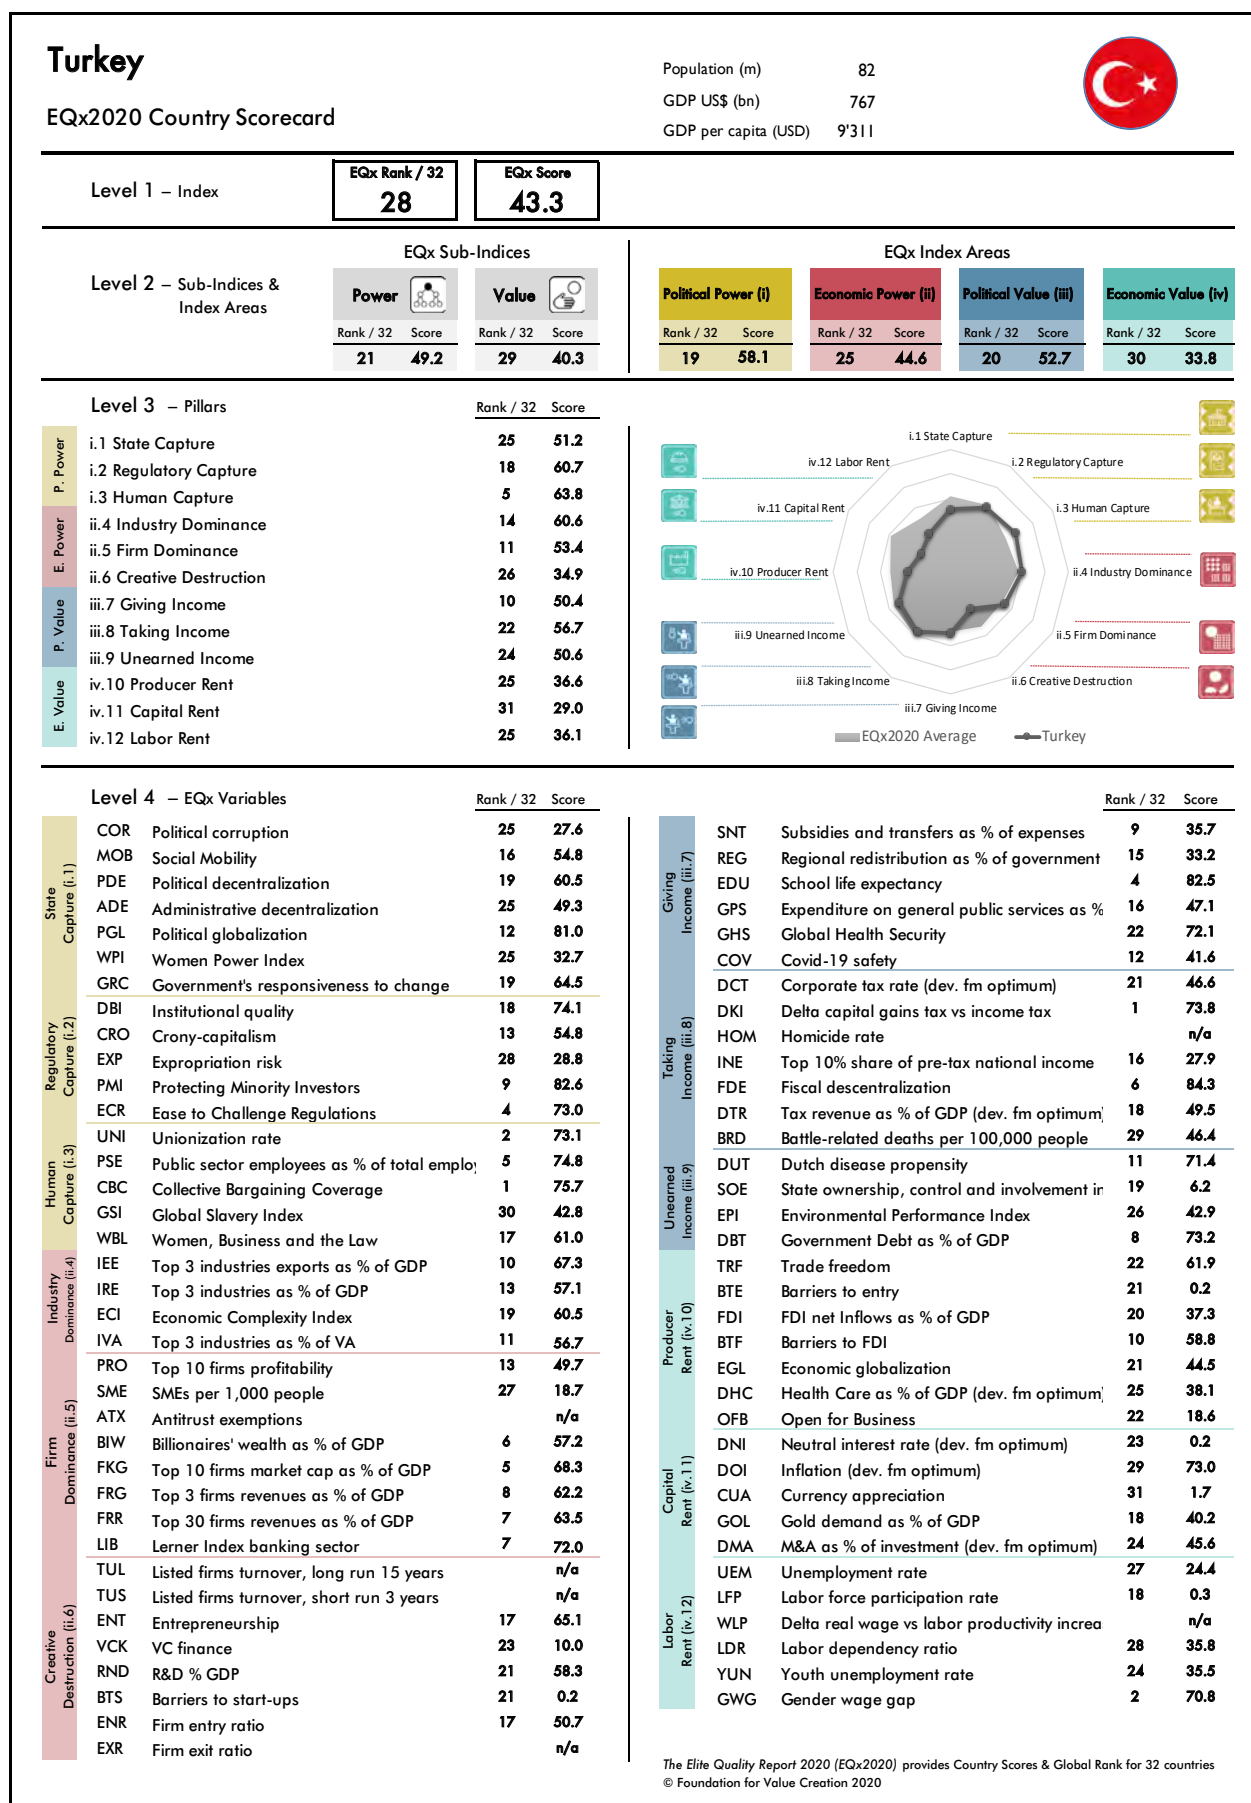 Turkey
EQx2020 Country Scorecard
Population (m) 82
GDP US$ (bn) 767
GDP per capita (USD) 9'311
Level 1 – Index
EQx Rank / 32
28
EQx Score
43.3
Level 2 – Sub-Indices & Index Areas
EQx Sub-Indices
Power Value
Rank / 32 Score Rank / 32 Score
21 49.2 29 40.3
EQx Index Areas
Political Power (i) Economic Power (ii) Political Value (iii) Economic Value (iv)
Rank / 32 Score Rank / 32 Score Rank / 32 Score Rank / 32 Score
19 58.1 25 44.6 20 52.7 30 33.8
Level 3 – Pillars Rank / 32 Score
P. Power
i.1 State Capture 25 51.2
i.2 Regulatory Capture 18 60.7
i.3 Human Capture 5 63.8
E. Power
ii.4 Industry Dominance 14 60.6
ii.5 Firm Dominance 11 53.4
ii.6 Creative Destruction 26 34.9
P. Value
iii.7 Giving Income 10 50.4
iii.8 Taking Income 22 56.7
iii.9 Unearned Income 24 50.6
E. Value
iv.10 Producer Rent 25 36.6
iv.11 Capital Rent 31 29.0
iv.12 Labor Rent 25 36.1
i.1 State Capture
iv.12 Labor Rent
i.2 Regulatory Capture
iv.11 Capital Rent
i.3 Human Capture
iv.10 Producer Rent
ii.4 Industry Dominance
iii.9 Unearned Income
ii.5 Firm Dominance
iii.8 Taking Income
ii.6 Creative Destruction
iii.7 Giving Income
EQx2020 Average
Turkey
Level 4 – EQx Variables Rank / 32 Score
State Capture (i.1)
COR Political corruption 25 27.6
MOB Social Mobility 16 54.8
PDE Political decentralization 19 60.5
ADE Administrative decentralization 25 49.3
PGL Political globalization 12 81.0
WPI Women Power Index 25 32.7
GRC Government's responsiveness to change 19 64.5
Regulatory Capture (i.2)
DBI Institutional quality 18 74.1
CRO Crony-capitalism 13 54.8
EXP Expropriation risk 28 28.8
PMI Protecting Minority Investors 9 82.6
ECR Ease to Challenge Regulations 4 73.0
Human Capture (i.3)
UNI Unionization rate 2 73.1
PSE Public sector employees as % of total employ 5 74.8
CBC Collective Bargaining Coverage 1 75.7
GSI Global Slavery Index 30 42.8
WBL Women, Business and the Law 17 61.0
Industry Dominance (ii.4)
IEE Top 3 industries exports as % of GDP 10 67.3
IRE Top 3 industries as % of GDP 13 57.1
ECI Economic Complexity Index 19 60.5
IVA Top 3 industries as % of VA 11 56.7
Firm Dominance (ii.5)
PRO Top 10 firms profitability 13 49.7
SME SMEs per 1,000 people 27 18.7
ATX Antitrust exemptions n/a
BIW Billionaires' wealth as % of GDP 6 57.2
FKG Top 10 firms market cap as % of GDP 5 68.3
FRG Top 3 firms revenues as % of GDP 8 62.2
FRR Top 30 firms revenues as % of GDP 7 63.5
LIB Lerner Index banking sector 7 72.0
Creative Destruction (ii.6)
TUL Listed firms turnover, long run 15 years n/a
TUS Listed firms turnover, short run 3 years n/a
ENT Entrepreneurship 17 65.1
VCK VC finance 23 10.0
RND R&D % GDP 21 58.3
BTS Barriers to start-ups 21 0.2
ENR Firm entry ratio 17 50.7
EXR Firm exit ratio n/a
Rank / 32 Score
Giving Income (iii.7)
SNT Subsidies and transfers as % of expenses 9 35.7
REG Regional redistribution as % of government 15 33.2
EDU School life expectancy 4 82.5
GPS Expenditure on general public services as % 16 47.1
GHS Global Health Security 22 72.1
COV Covid-19 safety 12 41.6
Taking Income (iii.8)
DCT Corporate tax rate (dev. fm optimum) 21 46.6
DKI Delta capital gains tax vs income tax 1 73.8
HOM Homicide rate n/a
INE Top 10% share of pre-tax national income 16 27.9
FDE Fiscal descentralization 6 84.3
DTR Tax revenue as % of GDP (dev. fm optimum) 18 49.5
BRD Battle-related deaths per 100,000 people 29 46.4
Unearned Income (iii.9)
DUT Dutch disease propensity 11 71.4
SOE State ownership, control and involvement in 19 6.2
EPI Environmental Performance Index 26 42.9
DBT Government Debt as % of GDP 8 73.2
Producer Rent (iv.10)
TRF Trade freedom 22 61.9
BTE Barriers to entry 21 0.2
FDI FDI net Inflows as % of GDP 20 37.3
BTF Barriers to FDI 10 58.8
EGL Economic globalization 21 44.5
DHC Health Care as % of GDP (dev. fm optimum) 25 38.1
OFB Open for Business 22 18.6
Capital Rent (iv.11)
DNI Neutral interest rate (dev. fm optimum) 23 0.2
DOI Inflation (dev. fm optimum) 29 73.0
CUA Currency appreciation 31 1.7
GOL Gold demand as % of GDP 18 40.2
DMA M&A as % of investment (dev. fm optimum) 24 45.6
Labor Rent (iv.12)
UEM Unemployment rate 27 24.4
LFP Labor force participation rate 18 0.3
WLP Delta real wage vs labor productivity increa n/a
LDR Labor dependency ratio 28 35.8
YUN Youth unemployment rate 24 35.5
GWG Gender wage gap 2 70.8
The Elite Quality Report 2020 (EQx2020) provides Country Scores & Global Rank for 32 countries
© Foundation for Value Creation 2020